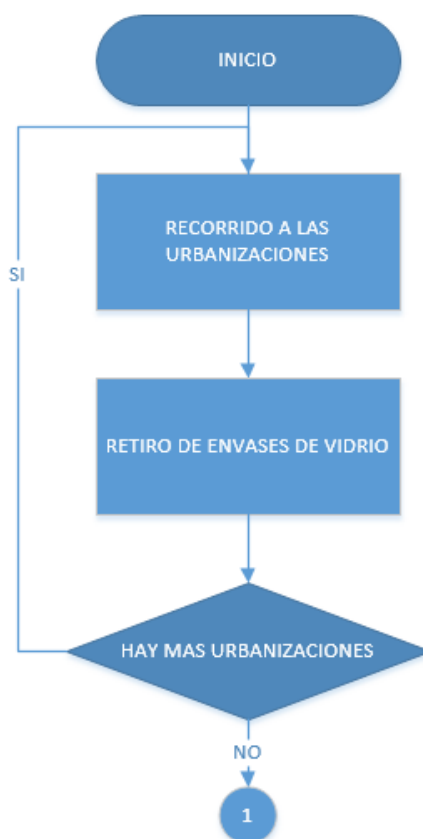 INICIO
RECORRIDO A LAS
URBANIZACIONES
SI
RETIRO DE ENVASES DE VIDRIO
HAY MAS URBANIZACIONES
NO
1